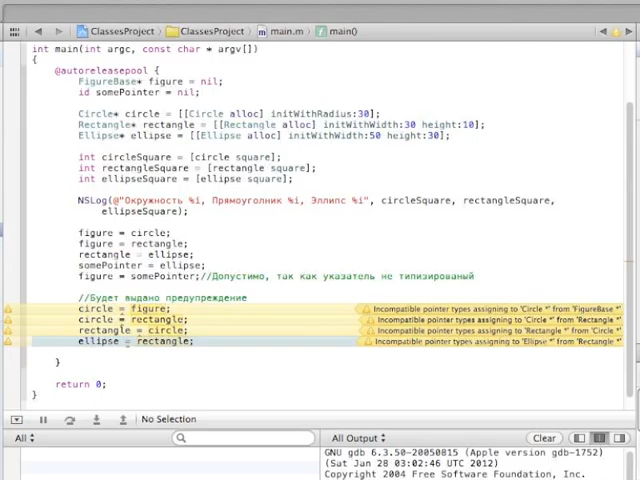 ClassesProject ClassesProject main.m main()
int main(int argc, const char * argv[])
{
@autoreleasepool {
FigureBase* figure = nil;
id somePointer = nil;
Circle* circle = [[Circle alloc] initWithRadius:30];
Rectangle* rectangle = [[Rectangle alloc] initWithWidth:30 height:10];
Ellipse* ellipse = [[Ellipse alloc] initWithWidth:50 height:30];
int circleSquare = [circle square];
int rectangleSquare = [rectangle square];
int ellipseSquare = [ellipse square];
NSLog(@"Окружность %i, Прямоуголник %i, Эллипс %i", circleSquare, rectangleSquare,
ellipseSquare);
figure = circle;
figure = rectangle;
rectangle = ellipse;
somePointer = ellipse;
figure = somePointer;//Допустимо, так как указатель не типизированый
//Будет выдано предупреждение
circle = figure; Incompatible pointer types assigning to 'Circle *' from 'FigureBase *'
circle = rectangle; Incompatible pointer types assigning to 'Circle *' from 'Rectangle *'
rectangle = circle; Incompatible pointer types assigning to 'Rectangle *' from 'Circle *'
ellipse = rectangle; Incompatible pointer types assigning to 'Ellipse *' from 'Rectangle *'
}
return 0;
}
No Selection
All All Output Clear
GNU gdb 6.3.50-20050815 (Apple version gdb-1752)
(Sat Jan 28 03:02:46 UTC 2012)
Copyright 2004 Free Software Foundation, Inc.